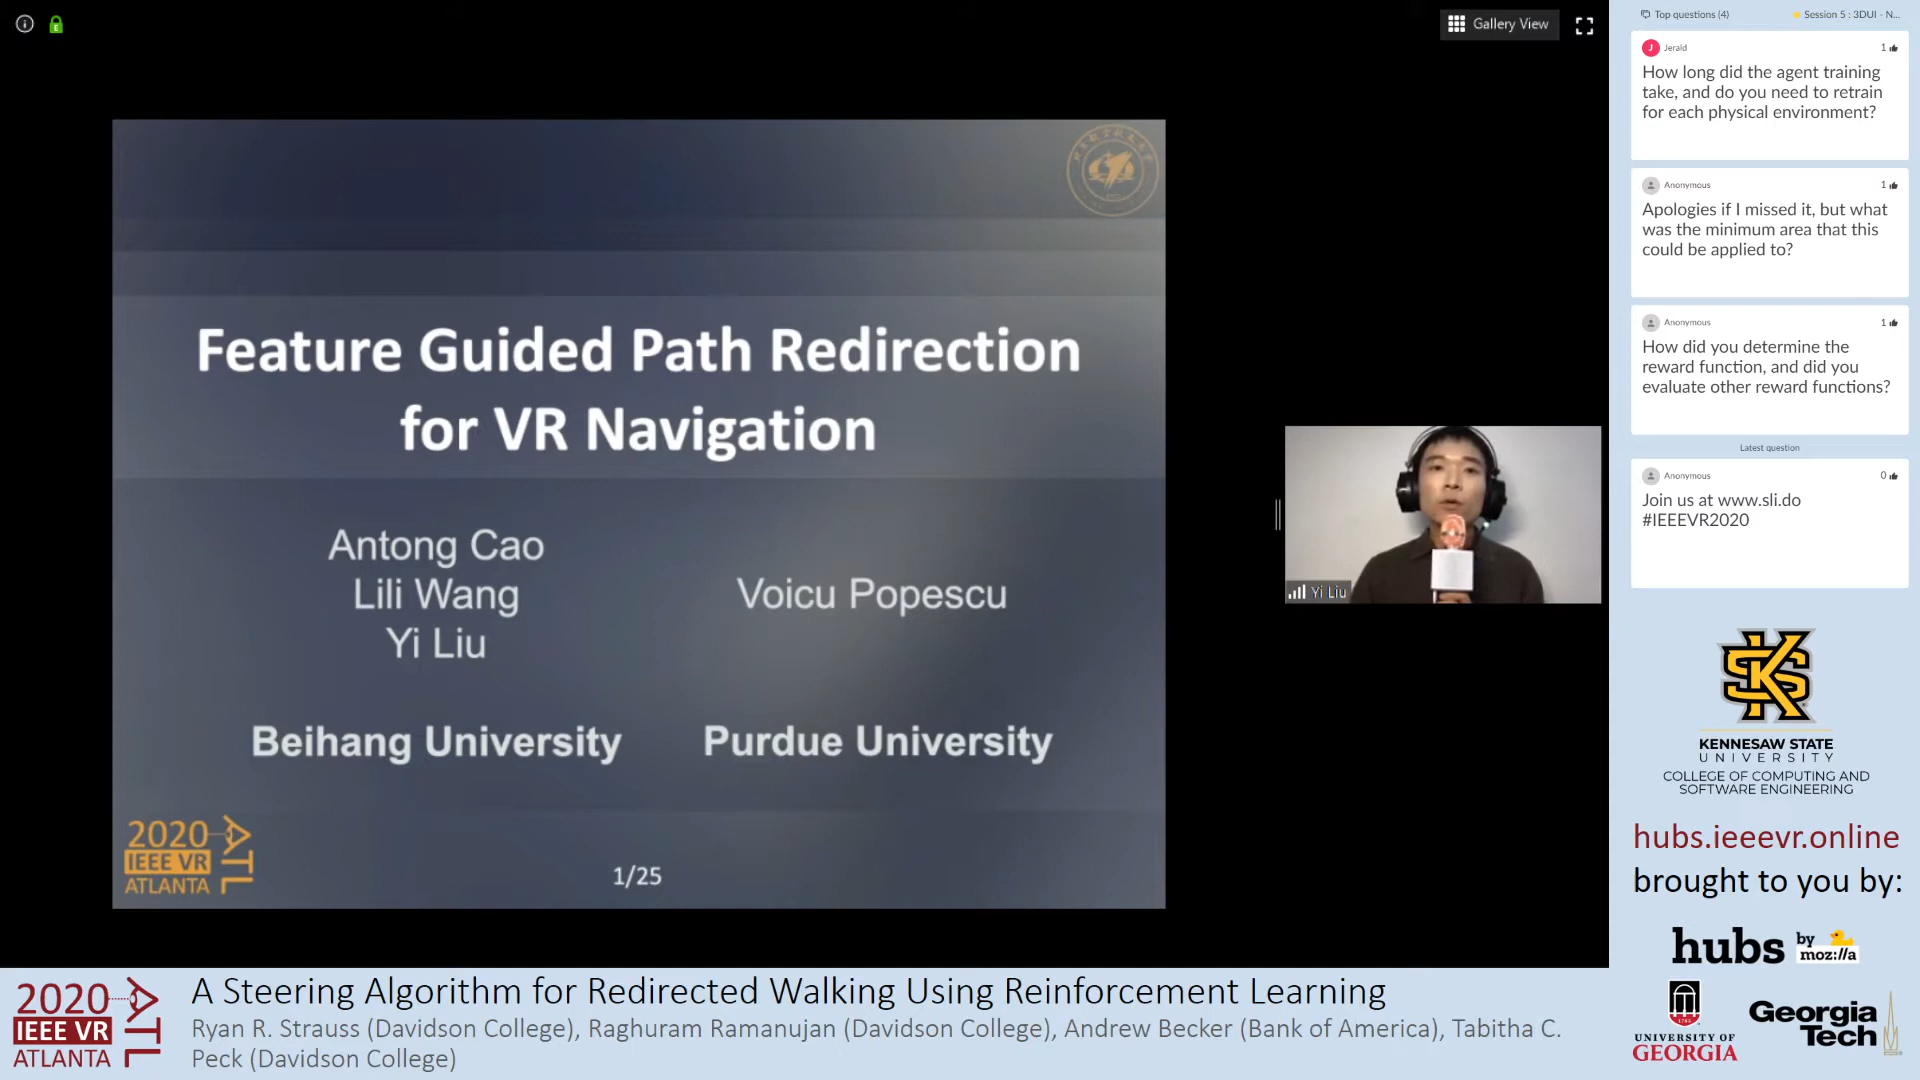 Gallery View
Feature Guided Path Redirection
for VR Navigation
Antong Cao
Lili Wang
Yi Liu
Voicu Popescu
Beihang University
Purdue University
2020
IEEE VR
ATLANTA
ATL
1/25
Yi Liu
Top questions (4)
Session 5 : 3DUI - N...
J
Jerald
1
How long did the agent training
take, and do you need to retrain
for each physical environment?
Anonymous
1
Apologies if I missed it, but what
was the minimum area that this
could be applied to?
Anonymous
1
How did you determine the
reward function, and did you
evaluate other reward functions?
Latest question
Anonymous
0
Join us at www.sli.do
#IEEEVR2020
KS
KENNESAW STATE
UNIVERSITY
COLLEGE OF COMPUTING AND
SOFTWARE ENGINEERING
hubs.ieeevr.online
brought to you by:
hubs by
moz://a
UNIVERSITY OF
GEORGIA
Georgia
Tech
2020
IEEE VR
ATLANTA
ATL
A Steering Algorithm for Redirected Walking Using Reinforcement Learning
Ryan R. Strauss (Davidson College), Raghuram Ramanujan (Davidson College), Andrew Becker (Bank of America), Tabitha C.
Peck (Davidson College)